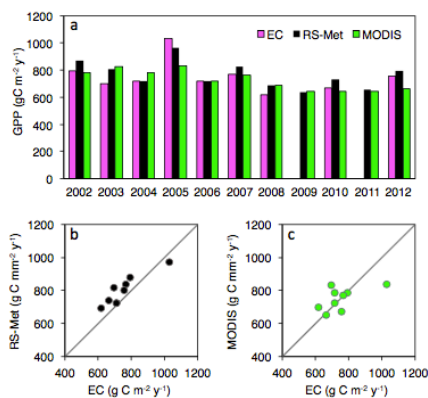 a
EC RS-Met MODIS
GPP (gC m-2 y-1)
1200
1000
800
600
400
200
0
2002 2003 2004 2005 2006 2007 2008 2009 2010 2011 2012
b
RS-Met (g C mm-2 y-1)
1200
1000
800
600
400
400 600 800 1000 1200
EC (g C m-2 y-1)
c
MODIS (g C mm-2 y-1)
1200
1000
800
600
400
400 600 800 1000 1200
EC (g C m-2 y-1)